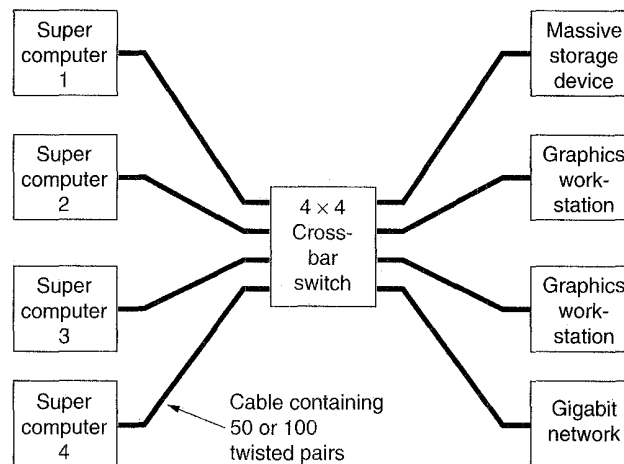 Super
computer
1
Super
computer
2
Super
computer
3
Super
computer
4
4 × 4
Cross-
bar
switch
Massive
storage
device
Graphics
work-
station
Graphics
work-
station
Gigabit
network
Cable containing
50 or 100
twisted pairs